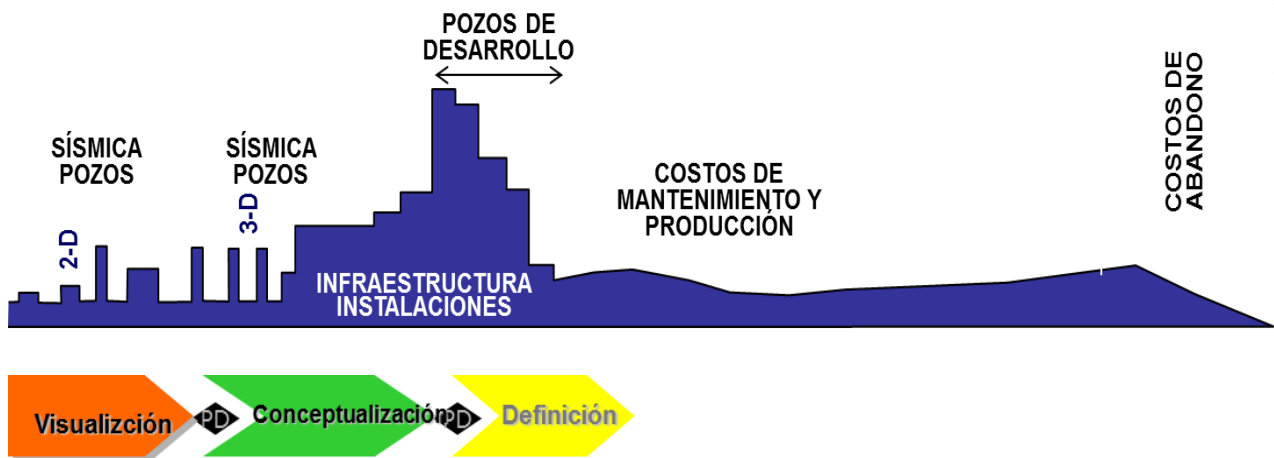 POZOS DE
DESARROLLO
SÍSMICA
POZOS
2-D
SÍSMICA
POZOS
3-D
COSTOS DE
MANTENIMIENTO Y
PRODUCCIÓN
COSTOS DE
ABANDONO
INFRAESTRUCTURA
INSTALACIONES
Visualizción
PD
Conceptualización
PD
Definición